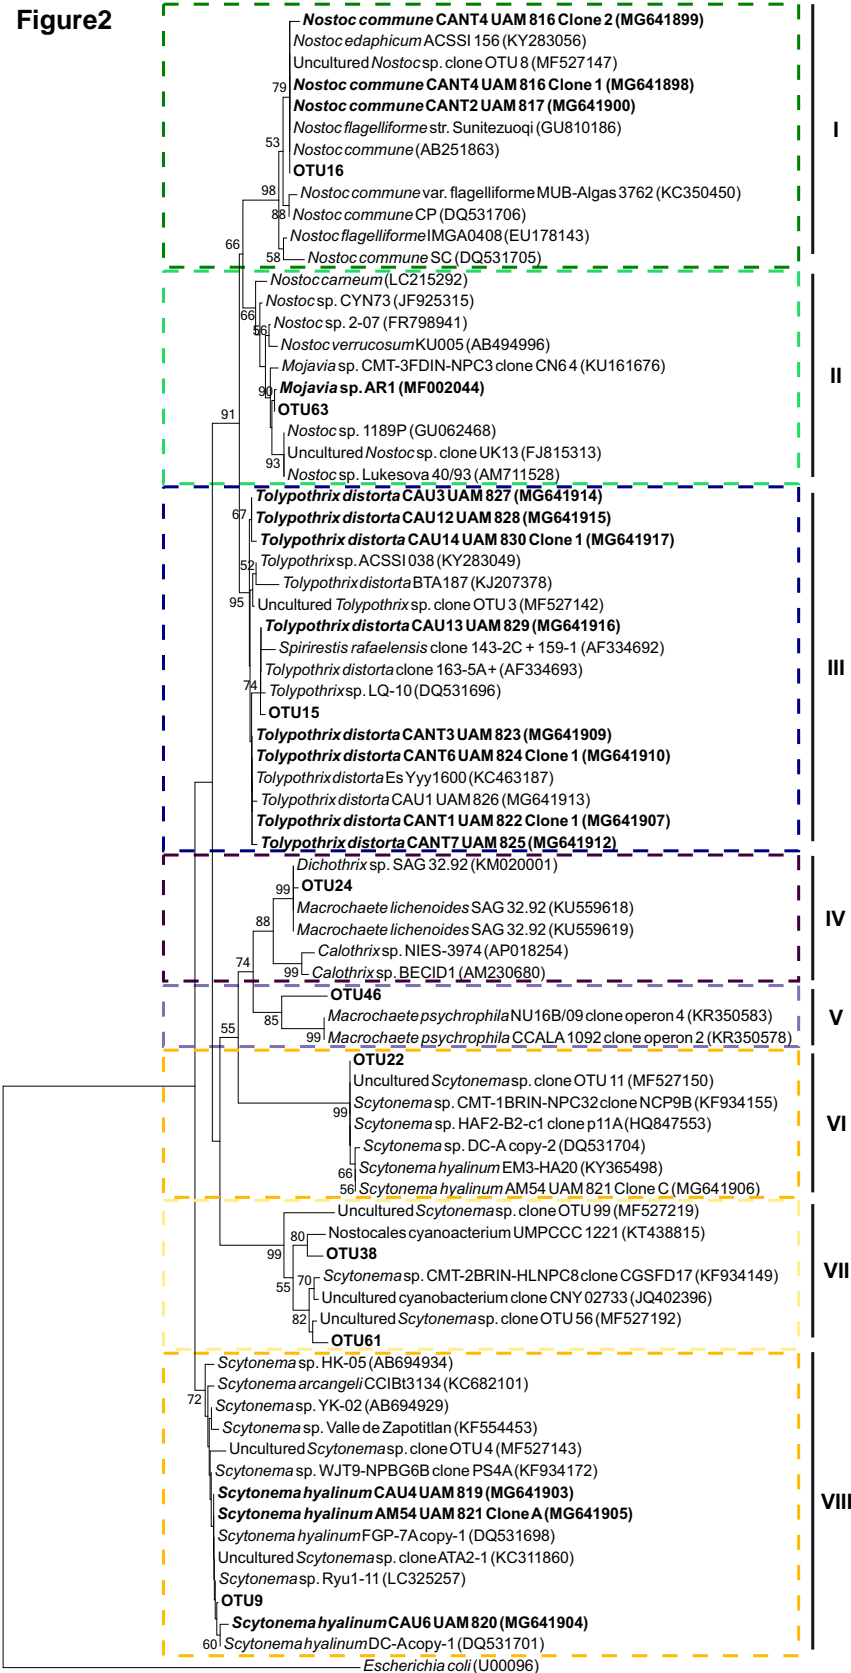 Figure2
Nostoc commune CANT4 UAM 816 Clone 2 (MG641899)
Nostoc edaphicum ACSSI 156 (KY283056)
Uncultured Nostoc sp. clone OTU 8 (MF527147)
79
Nostoc commune CANT4 UAM 816 Clone 1 (MG641898)
Nostoc commune CANT2 UAM 817 (MG641900)
Nostoc flagelliforme str. Sunitezuoqi (GU810186)
I
53
Nostoc commune (AB251863)
OTU16
98
Nostoc commune var. flagelliforme MUB-Algas 3762 (KC350450)
88
Nostoc commune CP (DQ531706)
Nostoc flagelliforme IMGA0408 (EU178143)
66
58
Nostoc commune SC (DQ531705)
Nostoc carneum (LC215292)
Nostoc sp. CYN73 (JF925315)
66
Nostoc sp. 2-07 (FR798941)
56
Nostoc verrucosum KU005 (AB494996)
Mojavia sp. CMT-3FDIN-NPC3 clone CN6 4 (KU161676)
II
90
Mojavia sp. AR1 (MF002044)
OTU63
91
Nostoc sp. 1189P (GU062468)
Uncultured Nostoc sp. clone UK13 (FJ815313)
93
Nostoc sp. Lukesova 40/93 (AM711528)
Tolypothrix distorta CAU3 UAM 827 (MG641914)
67
Tolypothrix distorta CAU12 UAM 828 (MG641915)
Tolypothrix distorta CAU14 UAM 830 Clone 1 (MG641917)
52
Tolypothrix sp. ACSSI 038 (KY283049)
Tolypothrix distorta BTA187 (KJ207378)
95
Uncultured Tolypothrix sp. clone OTU 3 (MF527142)
Tolypothrix distorta CAU13 UAM 829 (MG641916)
Spirirestis rafaelensis clone 143-2C + 159-1 (AF334692)
III
Tolypothrix distorta clone 163-5A+ (AF334693)
74
Tolypothrix sp. LQ-10 (DQ531696)
OTU15
Tolypothrix distorta CANT3 UAM 823 (MG641909)
Tolypothrix distorta CANT6 UAM 824 Clone 1 (MG641910)
Tolypothrix distorta Es Yyy1600 (KC463187)
Tolypothrix distorta CAU1 UAM 826 (MG641913)
Tolypothrix distorta CANT1 UAM 822 Clone 1 (MG641907)
Tolypothrix distorta CANT7 UAM 825 (MG641912)
Dichothrix sp. SAG 32.92 (KM020001)
99
OTU24
Macrochaete lichenoides SAG 32.92 (KU559618)
IV
88
Macrochaete lichenoides SAG 32.92 (KU559619)
Calothrix sp. NIES-3974 (AP018254)
74
99
Calothrix sp. BECID1 (AM230680)
OTU46
85
Macrochaete psychrophila NU16B/09 clone operon 4 (KR350583)
V
55
99
Macrochaete psychrophila CCALA 1092 clone operon 2 (KR350578)
OTU22
Uncultured Scytonema sp. clone OTU 11 (MF527150)
99
Scytonema sp. CMT-1BRIN-NPC32 clone NCP9B (KF934155)
Scytonema sp. HAF2-B2-c1 clone p11A (HQ847553)
VI
Scytonema sp. DC-A copy-2 (DQ531704)
66
Scytonema hyalinum EM3-HA20 (KY365498)
56
Scytonema hyalinum AM54 UAM 821 Clone C (MG641906)
Uncultured Scytonema sp. clone OTU 99 (MF527219)
80
Nostocales cyanoacterium UMPCCC 1221 (KT438815)
99
OTU38
VII
55
70
Scytonema sp. CMT-2BRIN-HLNPC8 clone CGSFD17 (KF934149)
Uncultured cyanobacterium clone CNY 02733 (JQ402396)
82
Uncultured Scytonema sp. clone OTU 56 (MF527192)
OTU61
Scytonema sp. HK-05 (AB694934)
Scytonema arcangeli CCIBt3134 (KC682101)
72
Scytonema sp. YK-02 (AB694929)
Scytonema sp. Valle de Zapotitlan (KF554453)
Uncultured Scytonema sp. clone OTU 4 (MF527143)
Scytonema sp. WJT9-NPBG6B clone PS4A (KF934172)
Scytonema hyalinum CAU4 UAM 819 (MG641903)
VIII
Scytonema hyalinum AM54 UAM 821 Clone A (MG641905)
Scytonema hyalinum FGP-7A copy-1 (DQ531698)
Uncultured Scytonema sp. clone ATA2-1 (KC311860)
Scytonema sp. Ryu1-11 (LC325257)
OTU9
Scytonema hyalinum CAU6 UAM 820 (MG641904)
60
Scytonema hyalinum DC-A copy-1 (DQ531701)
Escherichia coli (U00096)